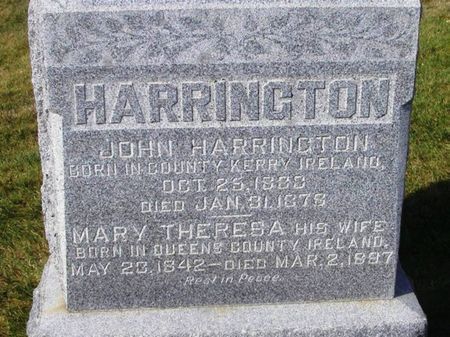 HARRINGTON
JOHN HARRINGTON
BORN IN COUNTY KERRY IRELAND,
OCT. 25, 1833
DIED JAN. 31, 1878
MARY THERESA HIS WIFE
BORN IN QUEENS COUNTY IRELAND,
MAY 23, 1842 - DIED MAR. 2, 1897
Rest in Peace.